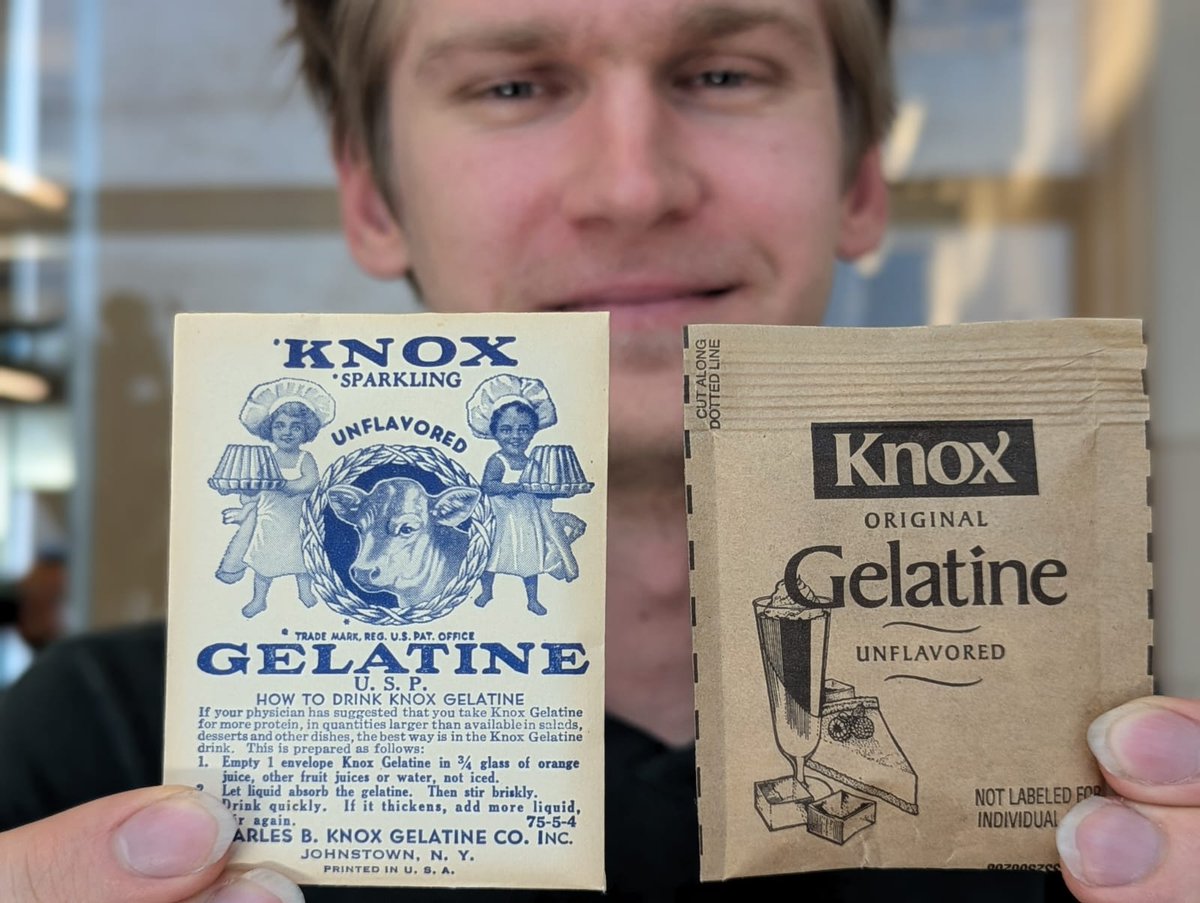 KNOX
SPARKLING
UNFLAVORED
TRADE MARK, REG. U.S. PAT. OFFICE
GELATINE
U. S. P.
HOW TO DRINK KNOX GELATINE
If your physician has suggested that you take Knox Gelatine
for more protein, in quantities larger than available in salads,
desserts and other dishes, the best way is in the Knox Gelatine
drink. This is prepared as follows:
1. Empty 1 envelope Knox Gelatine in ¾ glass of orange
juice, other fruit juices or water, not iced.
Let liquid absorb the gelatine. Then stir briskly.
Drink quickly. If it thickens, add more liquid,
again. 75-5-4
ARLES B. KNOX GELATINE CO. INC.
JOHNSTOWN, N. Y.
PRINTED IN U. S. A.
CUT ALONG
DOTTED LINE
Knox
ORIGINAL
Gelatine
UNFLAVORED
NOT LABELED FOR
INDIVIDUAL